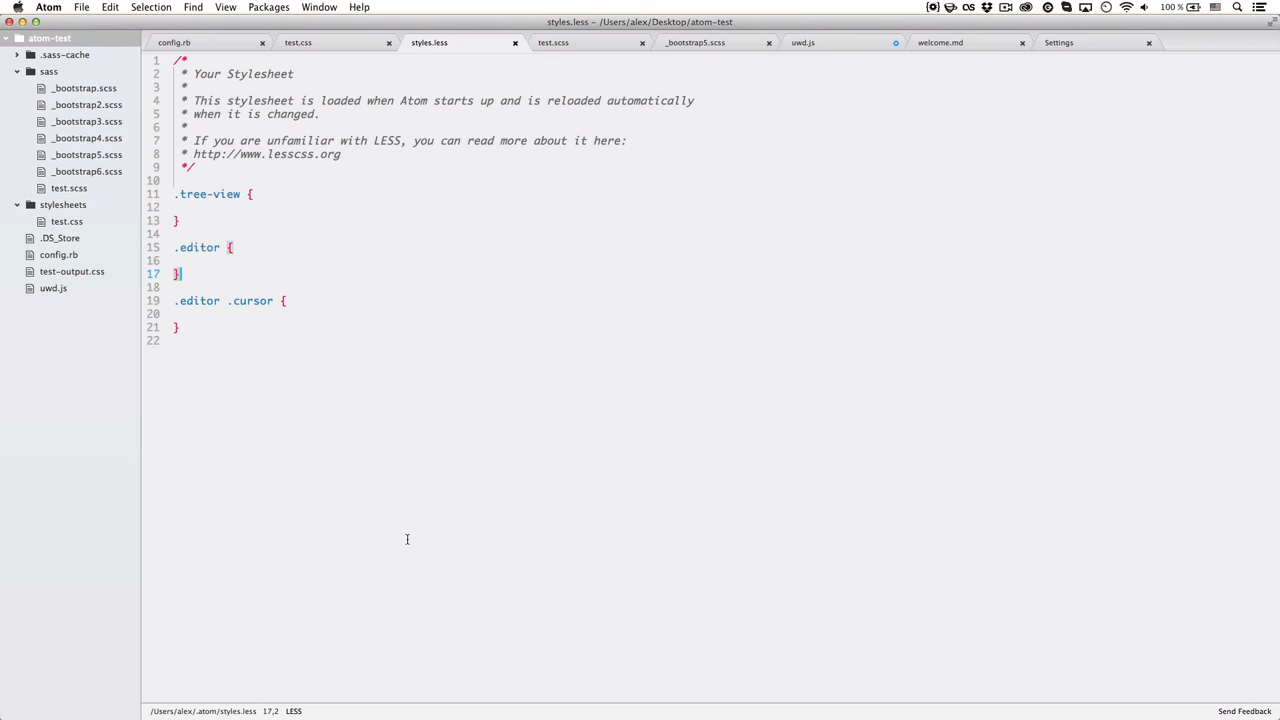 Atom File Edit Selection Find View Packages Window Help 100 %
styles.less – /Users/alex/Desktop/atom-test
atom-test
config.rb test.css styles.less test.scss _bootstrap5.scss uwd.js welcome.md Settings
.sass-cache
sass
_bootstrap.scss
_bootstrap2.scss
_bootstrap3.scss
_bootstrap4.scss
_bootstrap5.scss
_bootstrap6.scss
test.scss
stylesheets
test.css
.DS_Store
config.rb
test-output.css
uwd.js
1 /*
2 * Your Stylesheet
3 *
4 * This stylesheet is loaded when Atom starts up and is reloaded automatically
5 * when it is changed.
6 *
7 * If you are unfamiliar with LESS, you can read more about it here:
8 * http://www.lesscss.org
9 */
10
11 .tree-view {
12
13 }
14
15 .editor {
16
17 }
18
19 .editor .cursor {
20
21 }
22
/Users/alex/.atom/styles.less 17,2 LESS Send Feedback